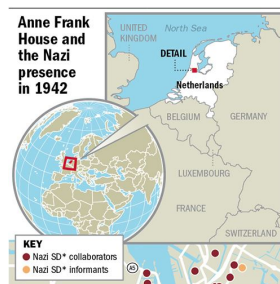 Anne Frank
House and
the Nazi
presence
in 1942
UNITED
KINGDOM
North Sea
DETAIL
Netherlands
BELGIUM
GERMANY
LUXEMBOURG
FRANCE
SWITZERLAND
KEY
Nazi SD* collaborators
Nazi SD* informants
A5